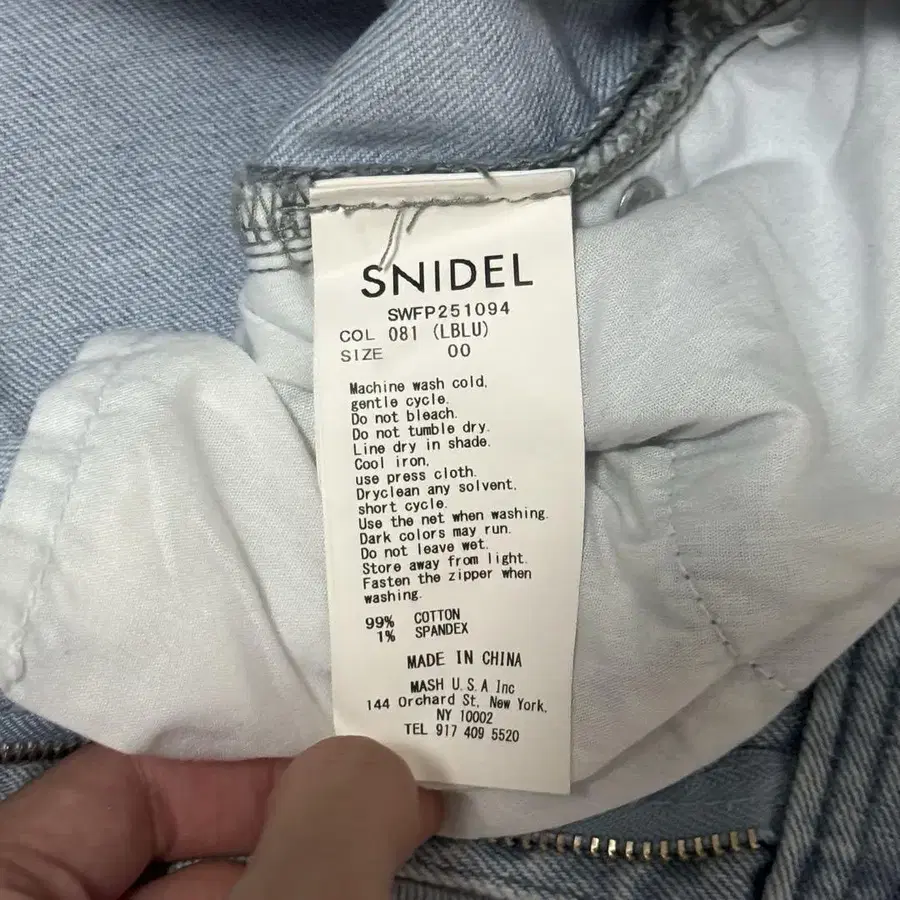 SNIDEL
SWFP251094
COL 081 (LBLU)
SIZE 00
Machine wash cold,
gentle cycle.
Do not bleach.
Do not tumble dry.
Line dry in shade.
Cool iron,
use press cloth.
Dryclean any solvent,
short cycle.
Use the net when washing.
Dark colors may run.
Do not leave wet.
Store away from light.
Fasten the zipper when
washing.
99% COTTON
1% SPANDEX
MADE IN CHINA
MASH U.S.A Inc
144 Orchard St, New York,
NY 10002
TEL 917 409 5520